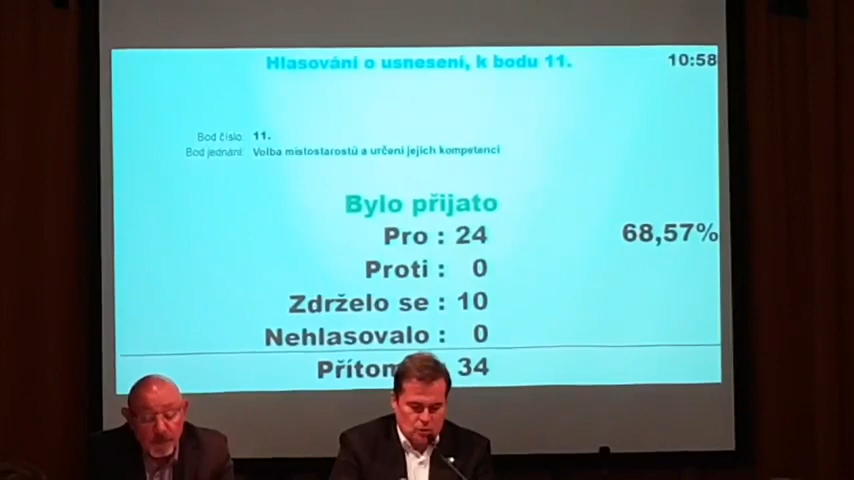 Hlasování o usnesení, k bodu 11.
10:58
Bod číslo: 11.
Bod jednání: Volba místostarostů a určení jejich kompetencí
Bylo přijato
Pro : 24 68,57%
Proti : 0
Zdrželo se : 10
Nehlasovalo : 0
34